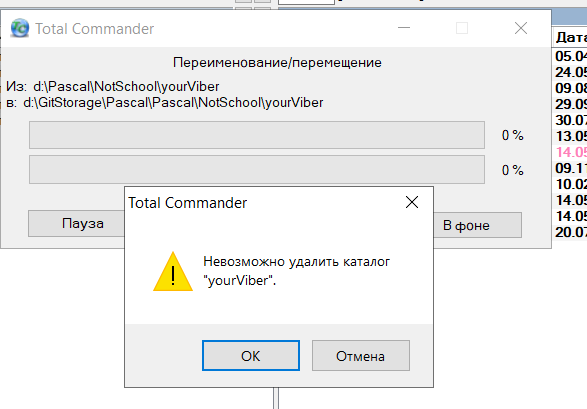 Total Commander
Переименование/перемещение
Из: d:\Pascal\NotSchool\yourViber
в: d:\GitStorage\Pascal\Pascal\NotSchool\yourViber
0 %
0 %
Пауза
В фоне
Total Commander
Невозможно удалить каталог
"yourViber".
OK
Отмена
Дата
05.04
24.05
09.08
29.09
30.07
13.05
14.05
09.11
10.02
14.05
14.05
20.07